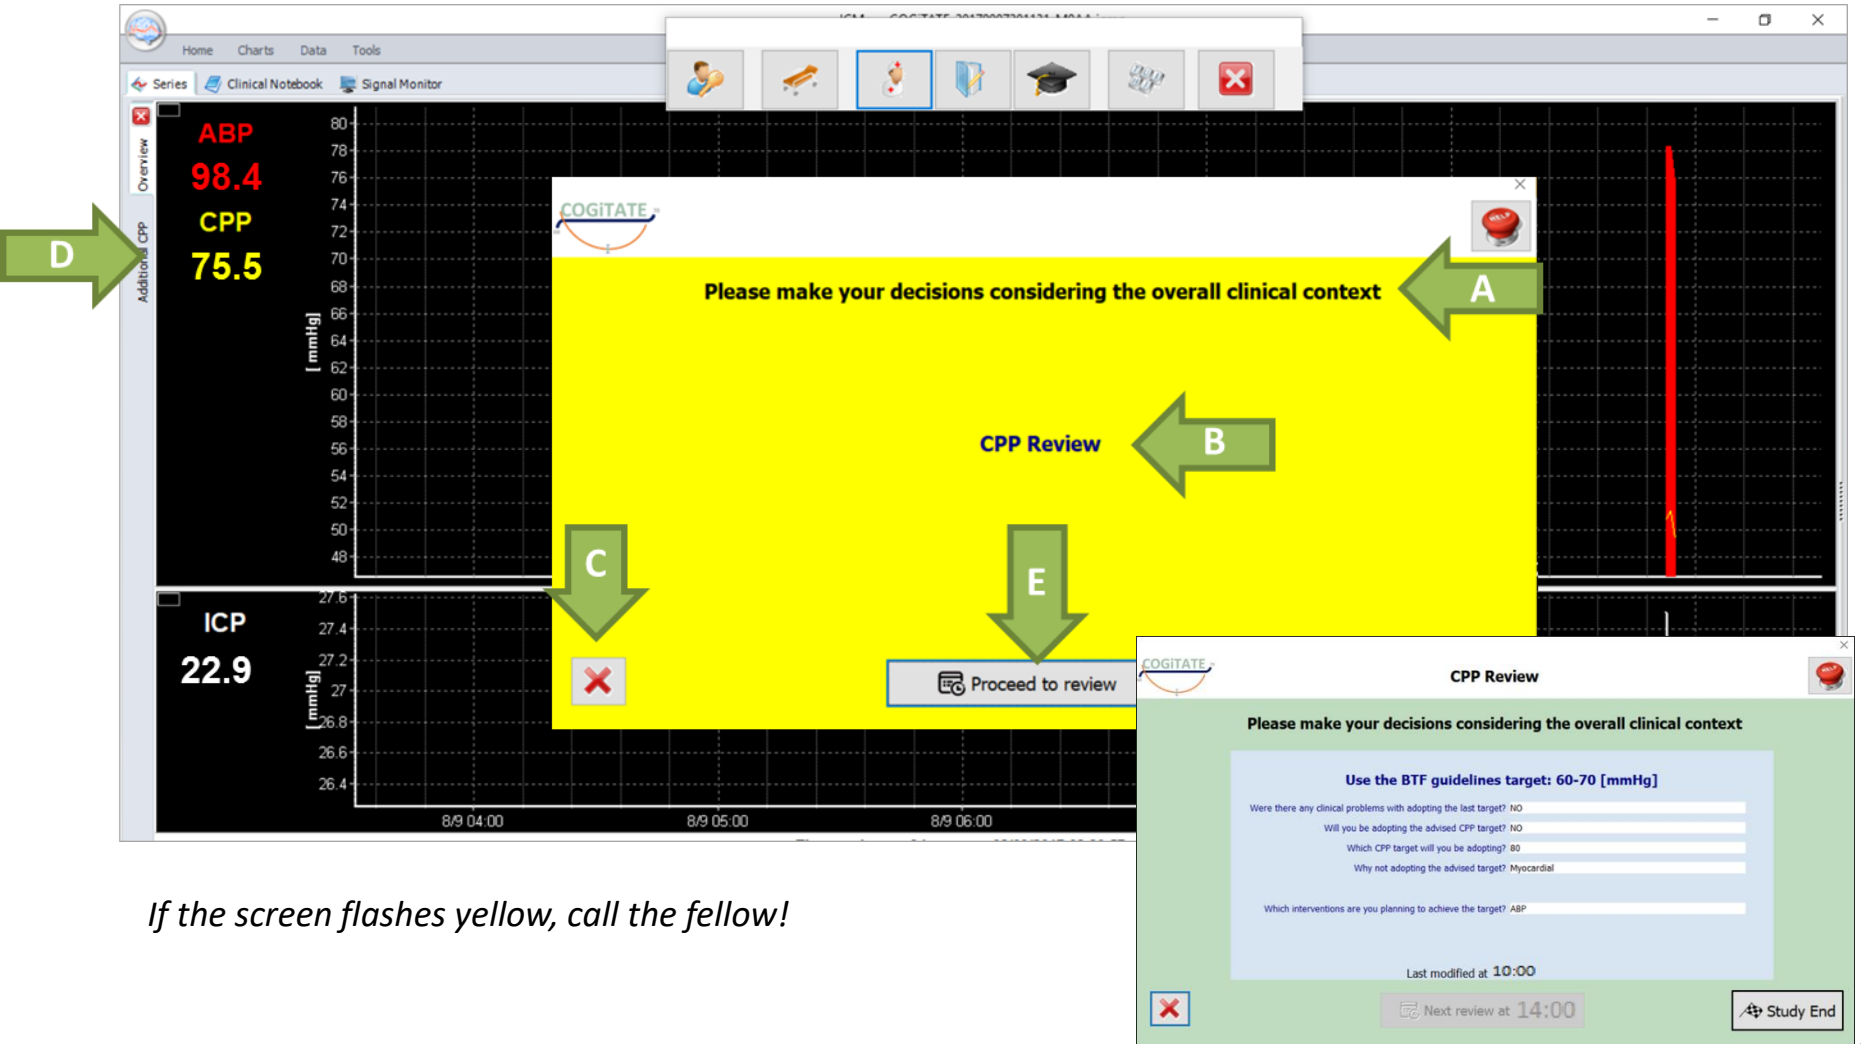 Home Charts Data Tools
Series Clinical Notebook Signal Monitor
Overview
Additional CPP
ABP
98.4
CPP
75.5
[ mmHg]
80
78
76
74
72
70
68
66
64
62
60
58
56
54
52
50
48
COGiTATE
HELP
Please make your decisions considering the overall clinical context
CPP Review
Proceed to review
A
B
C
D
E
ICP
22.9
[ mmHg]
27.6
27.4
27.2
27
26.8
26.6
26.4
8/9 04:00
8/9 05:00
8/9 06:00
If the screen flashes yellow, call the fellow!
COGiTATE
CPP Review
HELP
Please make your decisions considering the overall clinical context
Use the BTF guidelines target: 60-70 [mmHg]
Were there any clinical problems with adopting the last target? NO
Will you be adopting the advised CPP target? NO
Which CPP target will you be adopting? 80
Why not adopting the advised target? Myocardial
Which interventions are you planning to achieve the target? ABP
Last modified at 10:00
Next review at 14:00
Study End